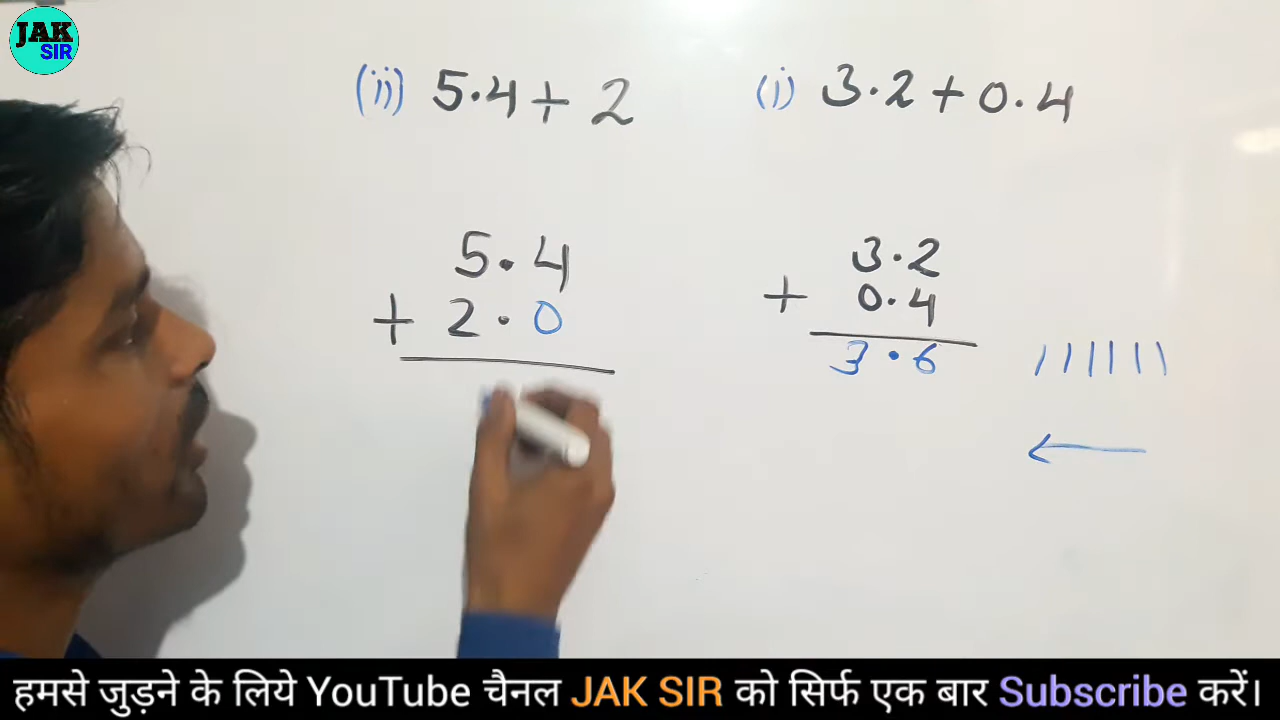 JAK
SIR
(ii) 5.4 + 2
5.4
+ 2.0
(i) 3.2 + 0.4
3.2
+ 0.4
3.6
हमसे जुड़ने के लिये YouTube चैनल JAK SIR को सिर्फ एक बार Subscribe करें।